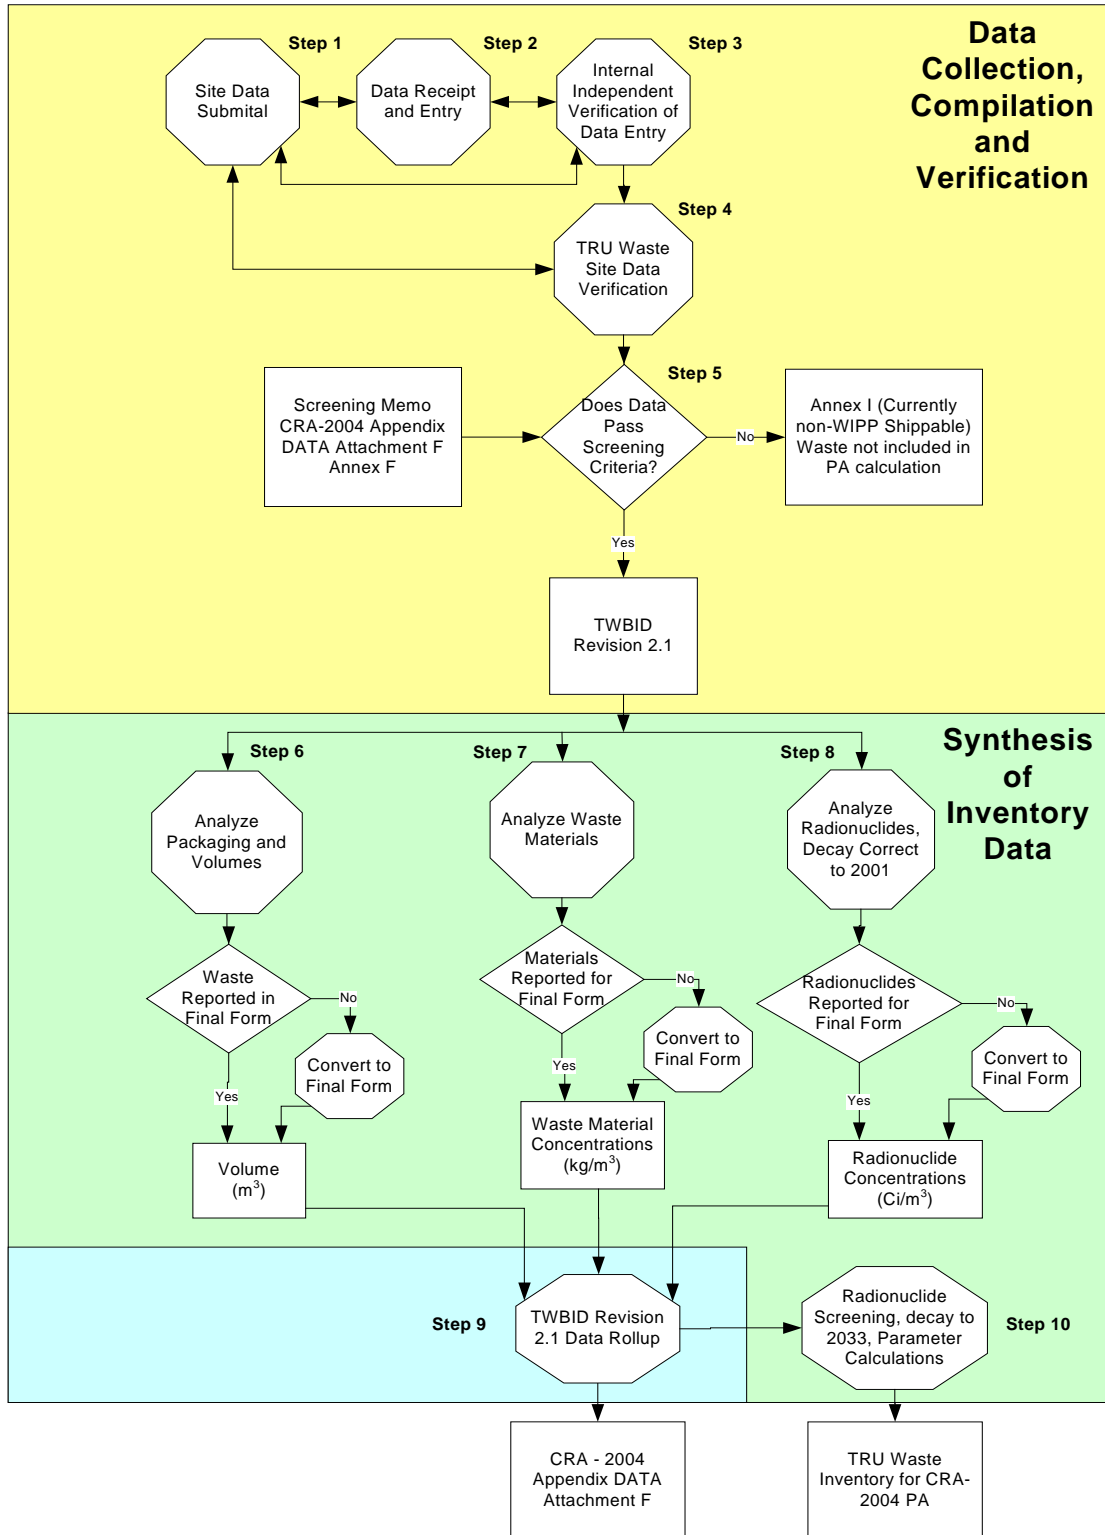 Data
Collection,
Compilation
and
Verification
Step 1
Site Data
Submital
Step 2
Data Receipt
and Entry
Step 3
Internal
Independent
Verification of
Data Entry
Step 4
TRU Waste
Site Data
Verification
Step 5
Does Data
Pass
Screening
Criteria?
Screening Memo
CRA-2004 Appendix
DATA Attachment F
Annex F
No
Annex I (Currently
non-WIPP Shippable)
Waste not included in
PA calculation
Yes
TWBID
Revision 2.1
Synthesis
of
Inventory
Data
Step 6
Analyze
Packaging and
Volumes
Step 7
Analyze Waste
Materials
Step 8
Analyze
Radionuclides,
Decay Correct
to 2001
Waste
Reported in
Final Form
No
Convert to
Final Form
Yes
Volume
(m³)
Materials
Reported for
Final Form
No
Convert to
Final Form
Yes
Waste Material
Concentrations
(kg/m³)
Radionuclides
Reported for
Final Form
No
Convert to
Final Form
Yes
Radionuclide
Concentrations
(Ci/m³)
Step 9
TWBID Revision
2.1 Data Rollup
Radionuclide
Screening, decay to
2033, Parameter
Calculations
Step 10
CRA - 2004
Appendix DATA
Attachment F
TRU Waste
Inventory for CRA-
2004 PA